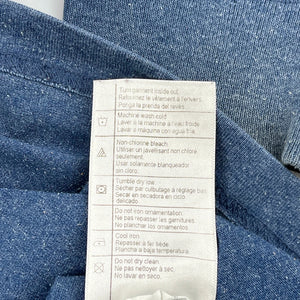 Turn garment inside out.
Retournez le vêtement à l'envers.
Ponga la prenda del revés.
Machine wash cold
Laver à la machine à l'eau froide
Lavar a máquina con agua fría
Non-chlorine bleach.
Utiliser un javellisant non chloré
seulement.
Usar solamente blanqueador
sin cloro.
Tumble dry low
Sécher par culbutage à réglage bas
Secar en secadora en ciclo
delicado.
Do not iron ornamentation
Ne pas repasser les ornements
No planchar los ornamentos
Cool iron
Repasser à fer tiède.
Planchar a baja temperatura
Do not dry clean
Ne pas nettoyer à sec.
No lavar en seco.